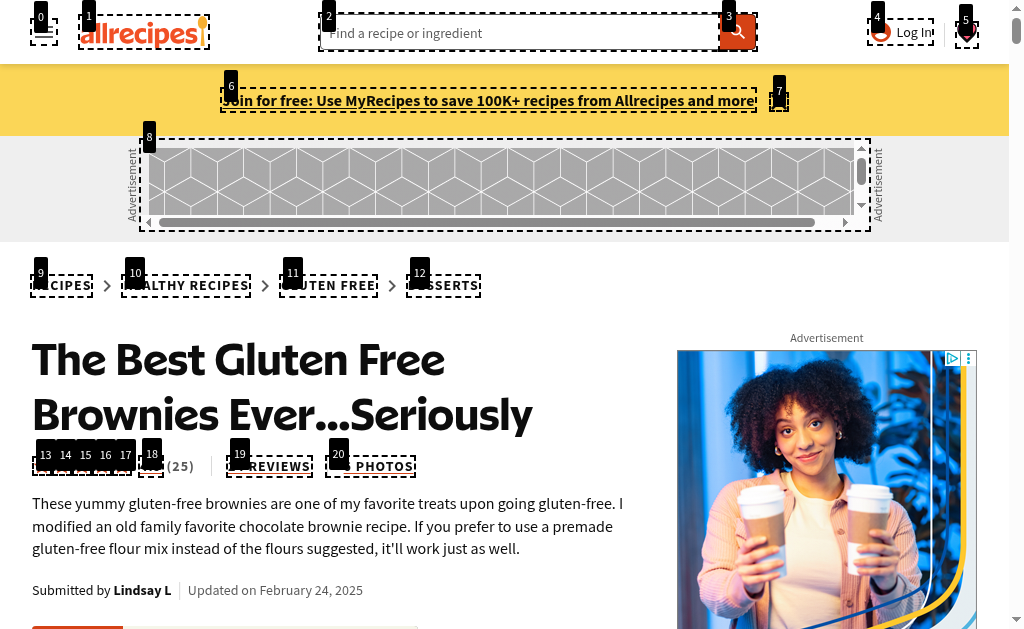 0
1
2
3
4
5
allrecipes
Find a recipe or ingredient
Log In
6
7
Join for free: Use MyRecipes to save 100K+ recipes from Allrecipes and more
8
Advertisement
Advertisement
9
10
11
12
RECIPES
HEALTHY RECIPES
GLUTEN FREE
DESSERTS
Advertisement
The Best Gluten Free
Brownies Ever...Seriously
13 14 15 16 17
18
19
20
(25)
REVIEWS
PHOTOS
These yummy gluten-free brownies are one of my favorite treats upon going gluten-free. I
modified an old family favorite chocolate brownie recipe. If you prefer to use a premade
gluten-free flour mix instead of the flours suggested, it'll work just as well.
Submitted by Lindsay L
Updated on February 24, 2025